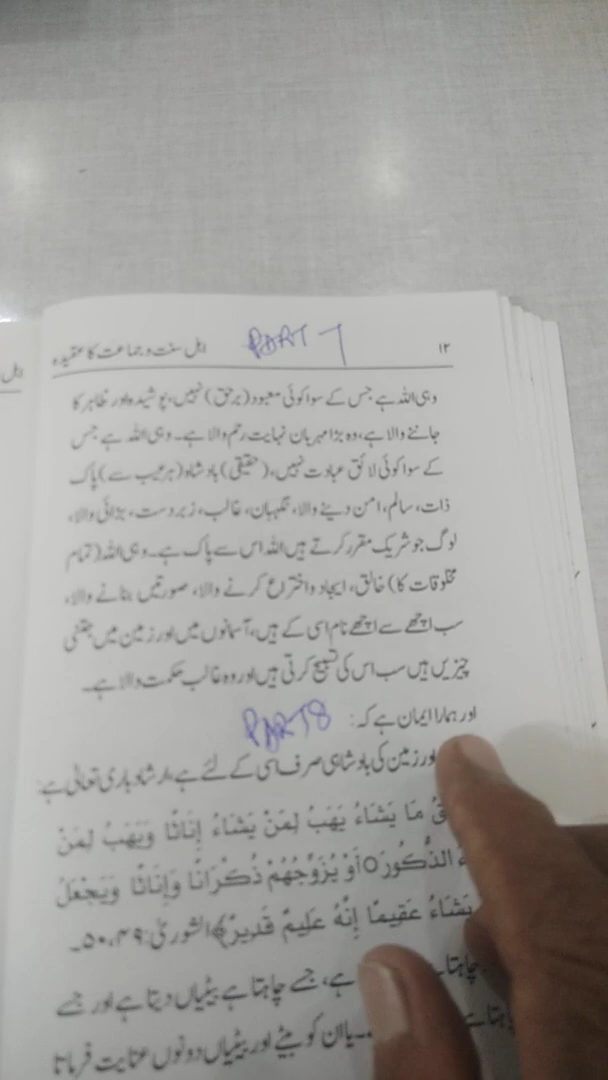 ۱۲ PART 7 اہل سنت و جماعت کا عقیدہ
وہی اللہ ہے جس کے سوا کوئی معبود (برحق) نہیں، پوشیدہ اور ظاہر کا
جاننے والا ہے، وہ بڑا مہربان نہایت رحم والا ہے۔ وہی اللہ ہے جس
کے سوا کوئی لائق عبادت نہیں، (حقیقی) بادشاہ (ہر عیب سے) پاک
ذات، سالم، امن دینے والا، نگہبان، غالب، زبردست، بڑائی والا،
لوگ جو شریک مقرر کرتے ہیں اللہ اس سے پاک ہے۔ وہی اللہ (تمام
مخلوقات کا) خالق، ایجاد و اختراع کرنے والا، صورتیں بنانے والا،
سب اچھے سے اچھے نام اسی کے ہیں، آسمانوں میں اور زمین میں جتنی
چیزیں ہیں سب اس کی تسبیح کرتی ہیں اور وہ غالب حکمت والا ہے۔
اور ہمارا ایمان ہے کہ: PART 8
اور زمین کی بادشاہی صرف اسی کے لئے ہے، ارشاد باری تعالیٰ ہے:
مَا يَشَاءُ يَهَبُ لِمَنْ يَشَاءُ إِنَاثًا وَيَهَبُ لِمَنْ
الذُّكُورَ ○ أَوْ يُزَوِّجُهُمْ ذُكْرَانًا وَإِنَاثًا وَيَجْعَلُ
يَشَاءُ عَقِيمًا إِنَّهُ عَلِيمٌ قَدِيرٌ﴾ الشوریٰ:۴۹،۵۰۔
چاہتا ہے، جسے چاہتا ہے بیٹیاں دیتا ہے اور جسے
یا ان کو بیٹے اور بیٹیاں دونوں عنایت فرماتا